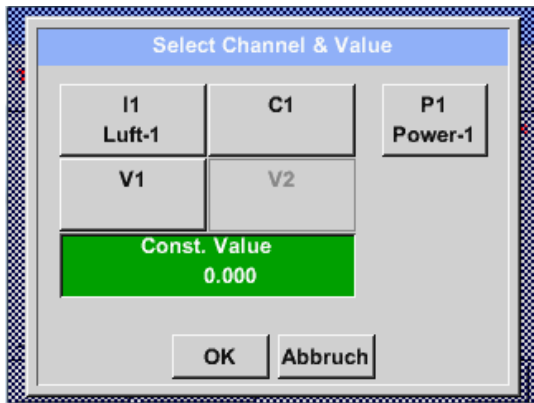 Select Channel & Value
I1 C1 P1
Luft-1 Power-1
V1 V2
Const. Value
0.000
OK Abbruch